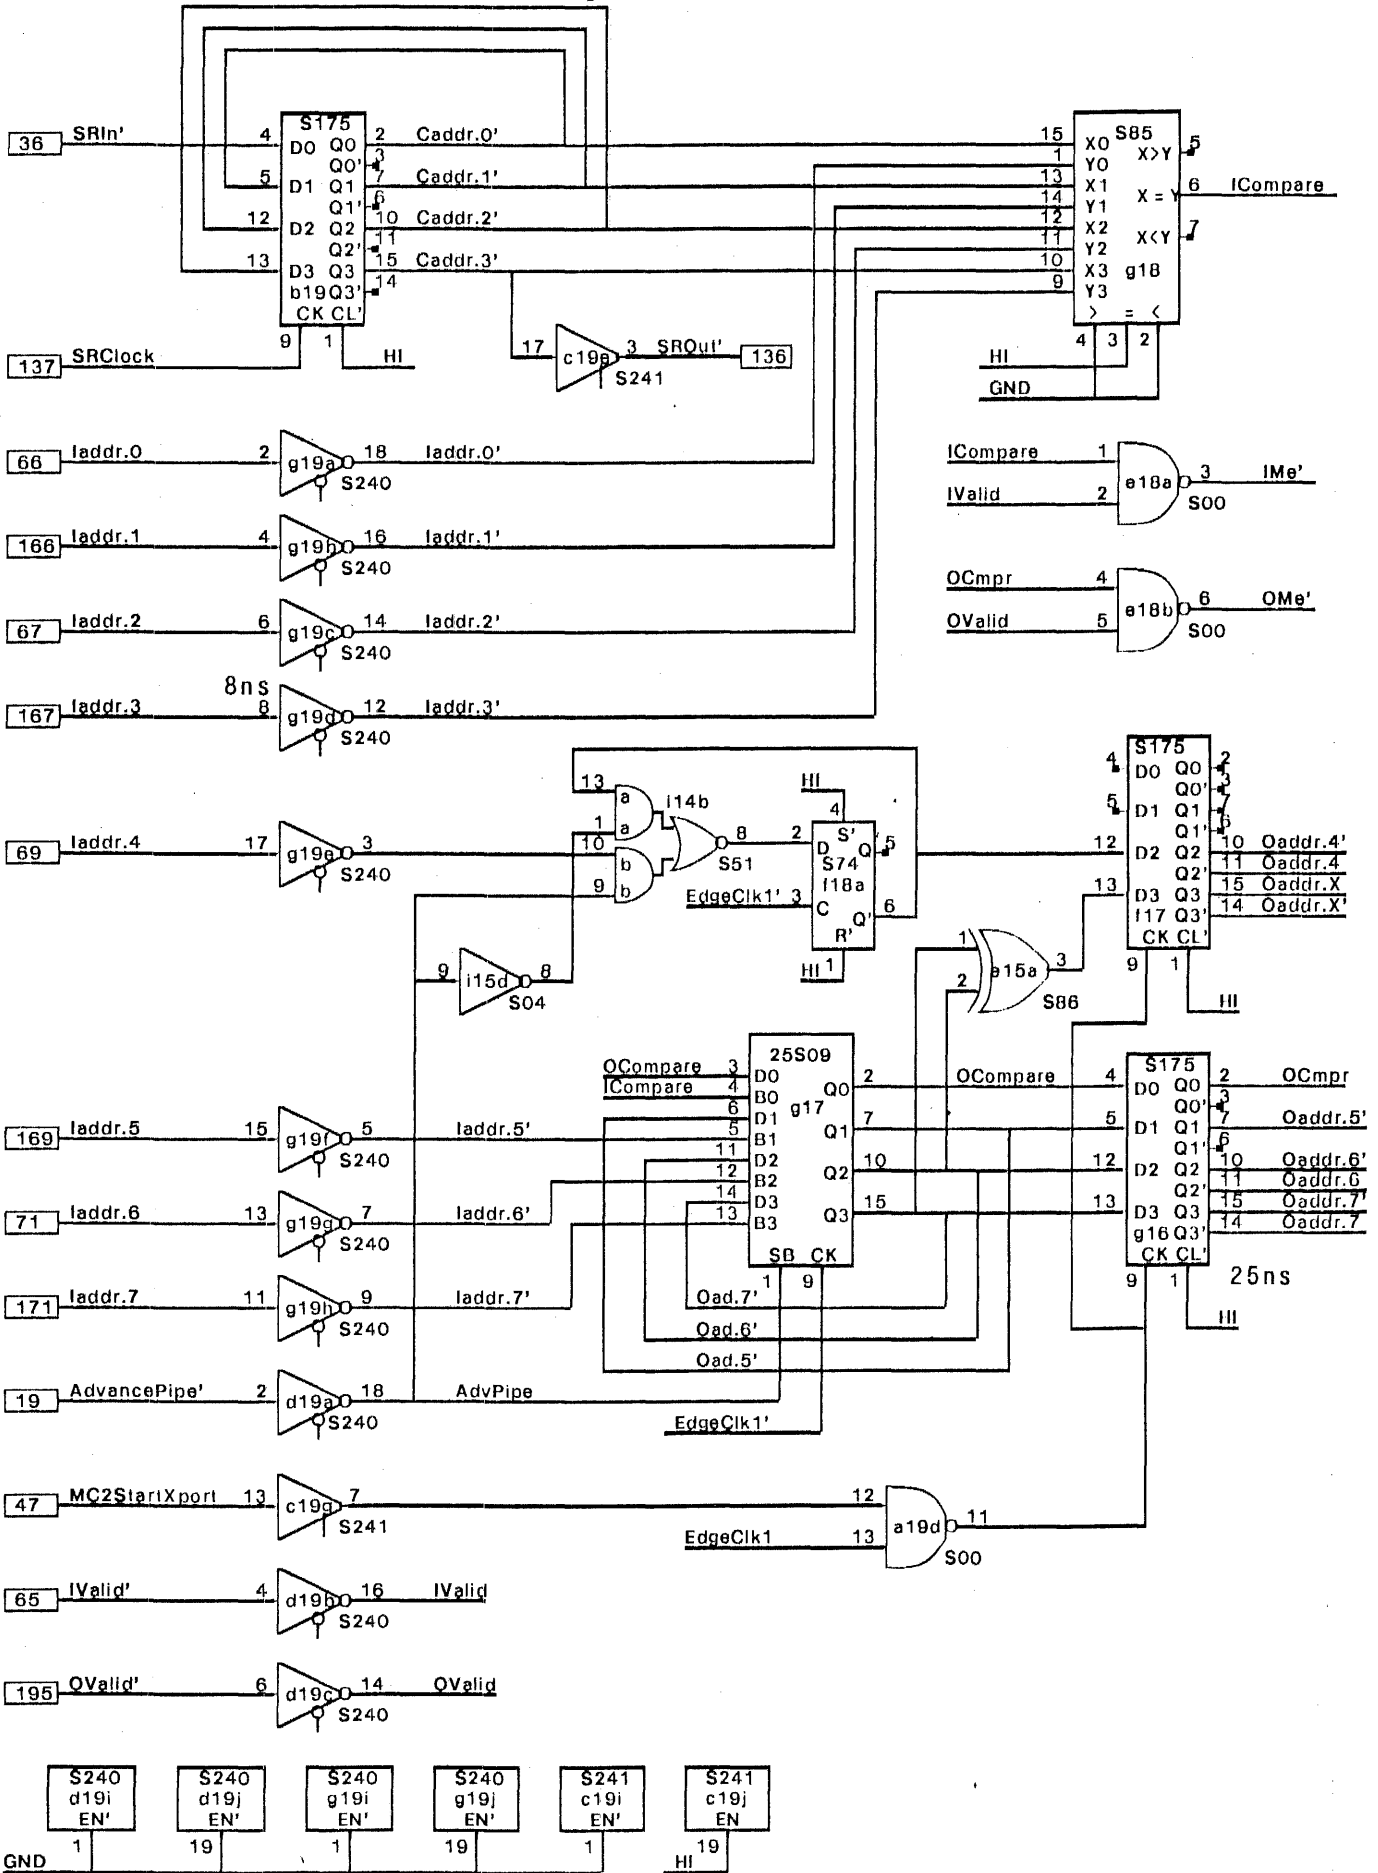 S175
36 SRIn' 4 D0 Q0 2 Caddr.0'
Q0' 3
5 D1 Q1 7 Caddr.1'
Q1' 6
12 D2 Q2 10 Caddr.2'
Q2' 11
13 D3 Q3 15 Caddr.3'
b19 Q3' 14
CK CL'
9 1 HI
137 SRClock
17 c19e 3 SROut' 136
S241
S85
15 X0 X>Y 5
1 Y0
13 X1
14 Y1 X = Y 6 ICompare
12 X2
11 Y2 X<Y 7
10 X3 g18
9 Y3
> = <
4 3 2
HI
GND
66 Iaddr.0 2 g19a 18 Iaddr.0'
S240
166 Iaddr.1 4 g19b 16 Iaddr.1'
S240
67 Iaddr.2 6 g19c 14 Iaddr.2'
S240
8ns
167 Iaddr.3 8 g19d 12 Iaddr.3'
S240
ICompare 1 e18a 3 IMe'
IValid 2 S00
OCmpr 4 e18b 6 OMe'
OValid 5 S00
69 Iaddr.4 17 g19e 3
S240
13 a i14b
1 a
10 b 8
9 b S51
9 i15d 8
S04
HI
4
S'
2 D Q 5
S74
f18a
EdgeClk1' 3 C Q' 6
R'
HI 1
S175
4 D0 Q0 2
Q0' 3
5 D1 Q1 7
Q1' 6
12 D2 Q2 10 Oaddr.4'
Q2' 11 Oaddr.4
13 D3 Q3 15 Oaddr.X
f17 Q3' 14 Oaddr.X'
CK CL'
9 1
HI
1
2 a15a 3
S86
25S09
OCompare 3 D0 Q0 2 OCompare
ICompare 4 B0
g17
6 D1 Q1 7
5 B1
11 D2 Q2 10
12 B2
14 D3 Q3 15
13 B3
SB CK
1 9
Oad.7'
Oad.6'
Oad.5'
EdgeClk1'
S175
4 D0 Q0 2 OCmpr
Q0' 3
5 D1 Q1 7 Oaddr.5'
Q1' 6
12 D2 Q2 10 Oaddr.6'
Q2' 11 Oaddr.6
13 D3 Q3 15 Oaddr.7'
g16 Q3' 14 Oaddr.7
CK CL'
9 1 25ns
HI
169 Iaddr.5 15 g19f 5 Iaddr.5'
S240
71 Iaddr.6 13 g19g 7 Iaddr.6'
S240
171 Iaddr.7 11 g19h 9 Iaddr.7'
S240
19 AdvancePipe' 2 d19a 18 AdvPipe
S240
47 MC2StartXport 13 c19g 7
S241
12
EdgeClk1 13 a19d 11
S00
65 IValid' 4 d19b 16 IValid
S240
195 OValid' 6 d19c 14 OValid
S240
S240 S240 S240 S240 S241 S241
d19i d19j g19i g19j c19i c19j
EN' EN' EN' EN' EN' EN
1 19 1 19 1 19
GND HI